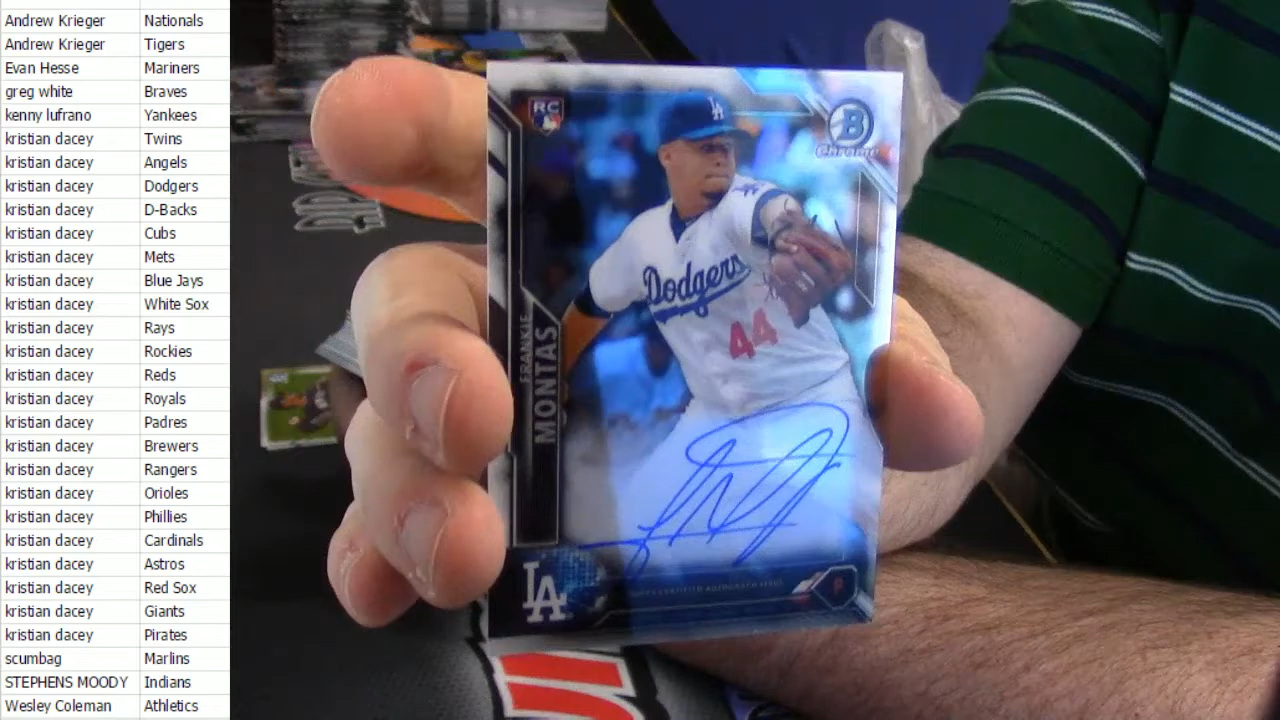 Andrew Krieger Nationals
Andrew Krieger Tigers
Evan Hesse Mariners
greg white Braves
kenny lufrano Yankees
kristian dacey Twins
kristian dacey Angels
kristian dacey Dodgers
kristian dacey D-Backs
kristian dacey Cubs
kristian dacey Mets
kristian dacey Blue Jays
kristian dacey White Sox
kristian dacey Rays
kristian dacey Rockies
kristian dacey Reds
kristian dacey Royals
kristian dacey Padres
kristian dacey Brewers
kristian dacey Rangers
kristian dacey Orioles
kristian dacey Phillies
kristian dacey Cardinals
kristian dacey Astros
kristian dacey Red Sox
kristian dacey Giants
kristian dacey Pirates
scumbag Marlins
STEPHENS MOODY Indians
Wesley Coleman Athletics
RC
B
Chrome
LA
Dodgers
44
FRANKIE
MONTAS
LA
TOPPS CERTIFIED AUTOGRAPH ISSUE
P